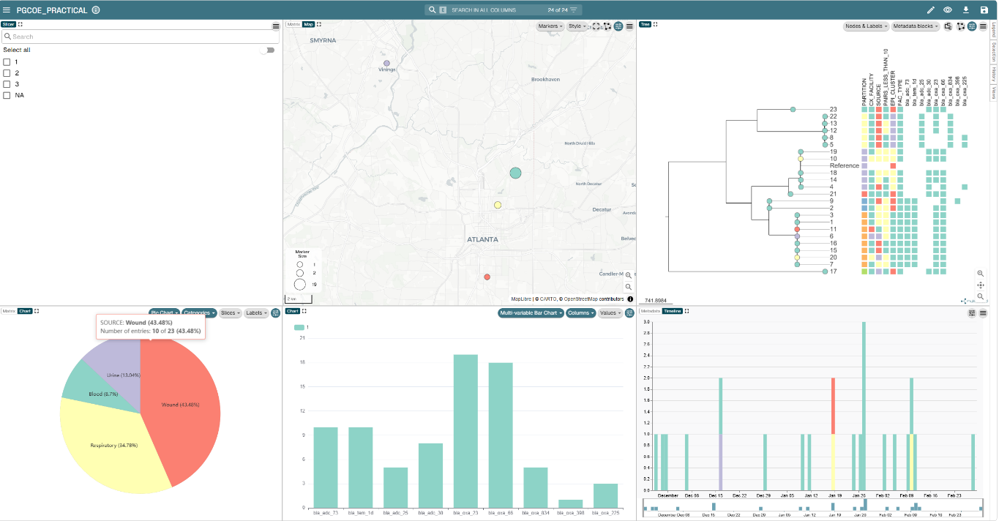 PGCOE_PRACTICAL
E SEARCH IN ALL COLUMNS 24 of 24
Slicer
Search
Select all
1
2
3
NA
Matrix Map
Markers Style
SMYRNA
Vinings
Brookhaven
North Druid Hills
North Decatur
Decatur
ATLANTA
Marker
Size
1
2
19
2 km
MapLibre | © CARTO, © OpenStreetMap contributors
Tree
Nodes & Labels Metadata blocks
Legend
Selection
History
Views
PARTITION
CX_FACILITY
SOURCE
PAIRS_LESS_THAN_10
EPI_CLUSTER
FAC_TYPE
bla_adc_73
bla_tem_1d
bla_adc_25
bla_adc_30
bla_oxa_23
bla_oxa_66
bla_oxa_834
bla_oxa_398
bla_oxa_225
23
22
13
12
8
5
19
10
Reference
18
14
4
21
9
2
3
1
11
6
16
15
20
7
17
741.8984
Matrix Chart
Pie Chart Categories Slices Labels
SOURCE: Wound (43.48%)
Number of entries: 10 of 23 (43.48%)
Urine (13.04%)
Blood (8.7%)
Wound (43.48%)
Respiratory (34.78%)
Chart
Multi-variable Bar Chart Columns Values
1
21
18
15
12
9
6
3
0
bla_adc_73 bla_tem_1d bla_adc_25 bla_adc_30 bla_oxa_23 bla_oxa_66 bla_oxa_834 bla_oxa_398 bla_oxa_225
Metadata Timeline
3.0
2.8
2.6
2.4
2.2
2.0
1.8
1.6
1.4
1.2
1.0
0.8
0.6
0.4
0.2
0.0
December Dec 08 Dec 15 Dec 22 Dec 29 Jan 05 Jan 12 Jan 19 Jan 26 Feb 02 Feb 09 Feb 16 Feb 23
December Dec 08 Dec 15 Dec 22 Dec 29 Jan 05 Jan 12 Jan 19 Jan 26 Feb 02 Feb 09 Feb 16 Feb 23